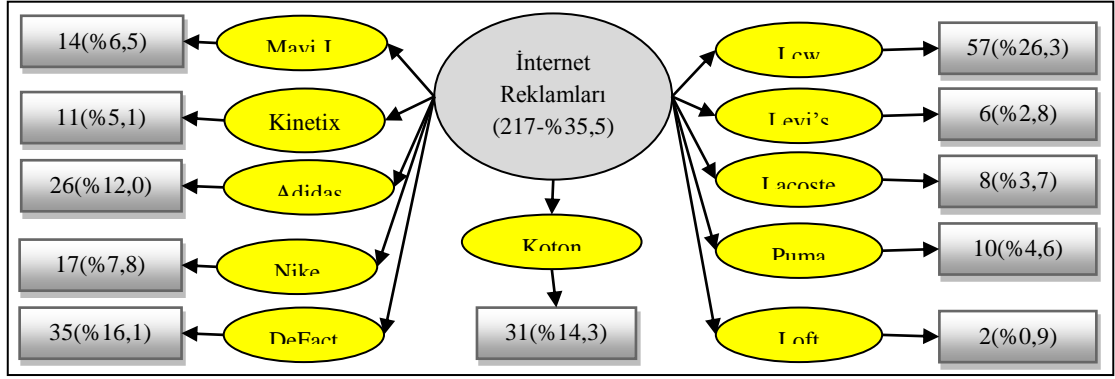 14(%6,5)
Mavi J
11(%5,1)
Kinetix
26(%12,0)
Adidas
17(%7,8)
Nike
35(%16,1)
DeFact
İnternet
Reklamları
(217-%35,5)
Koton
31(%14,3)
Lcw
57(%26,3)
Levi’s
6(%2,8)
Lacoste
8(%3,7)
Puma
10(%4,6)
Loft
2(%0,9)